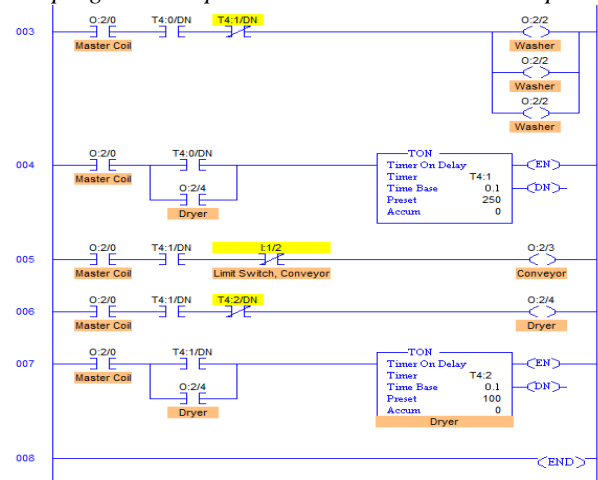 O:2/0 T4:0/DN T4:1/DN O:2/2
003
Master Coil Washer
O:2/2
Washer
O:2/2
Washer
O:2/0 T4:0/DN
004
Master Coil
O:2/4
Dryer
TON
Timer On Delay
Timer T4:1
Time Base 0.1
Preset 250
Accum 0
EN
DN
O:2/0 T4:1/DN I:1/2 O:2/3
005
Master Coil Limit Switch, Conveyor Conveyor
O:2/0 T4:1/DN T4:2/DN O:2/4
006
Master Coil Dryer
O:2/0 T4:1/DN
007
Master Coil
O:2/4
Dryer
TON
Timer On Delay
Timer T4:2
Time Base 0.1
Preset 100
Accum 0
Dryer
EN
DN
008
END